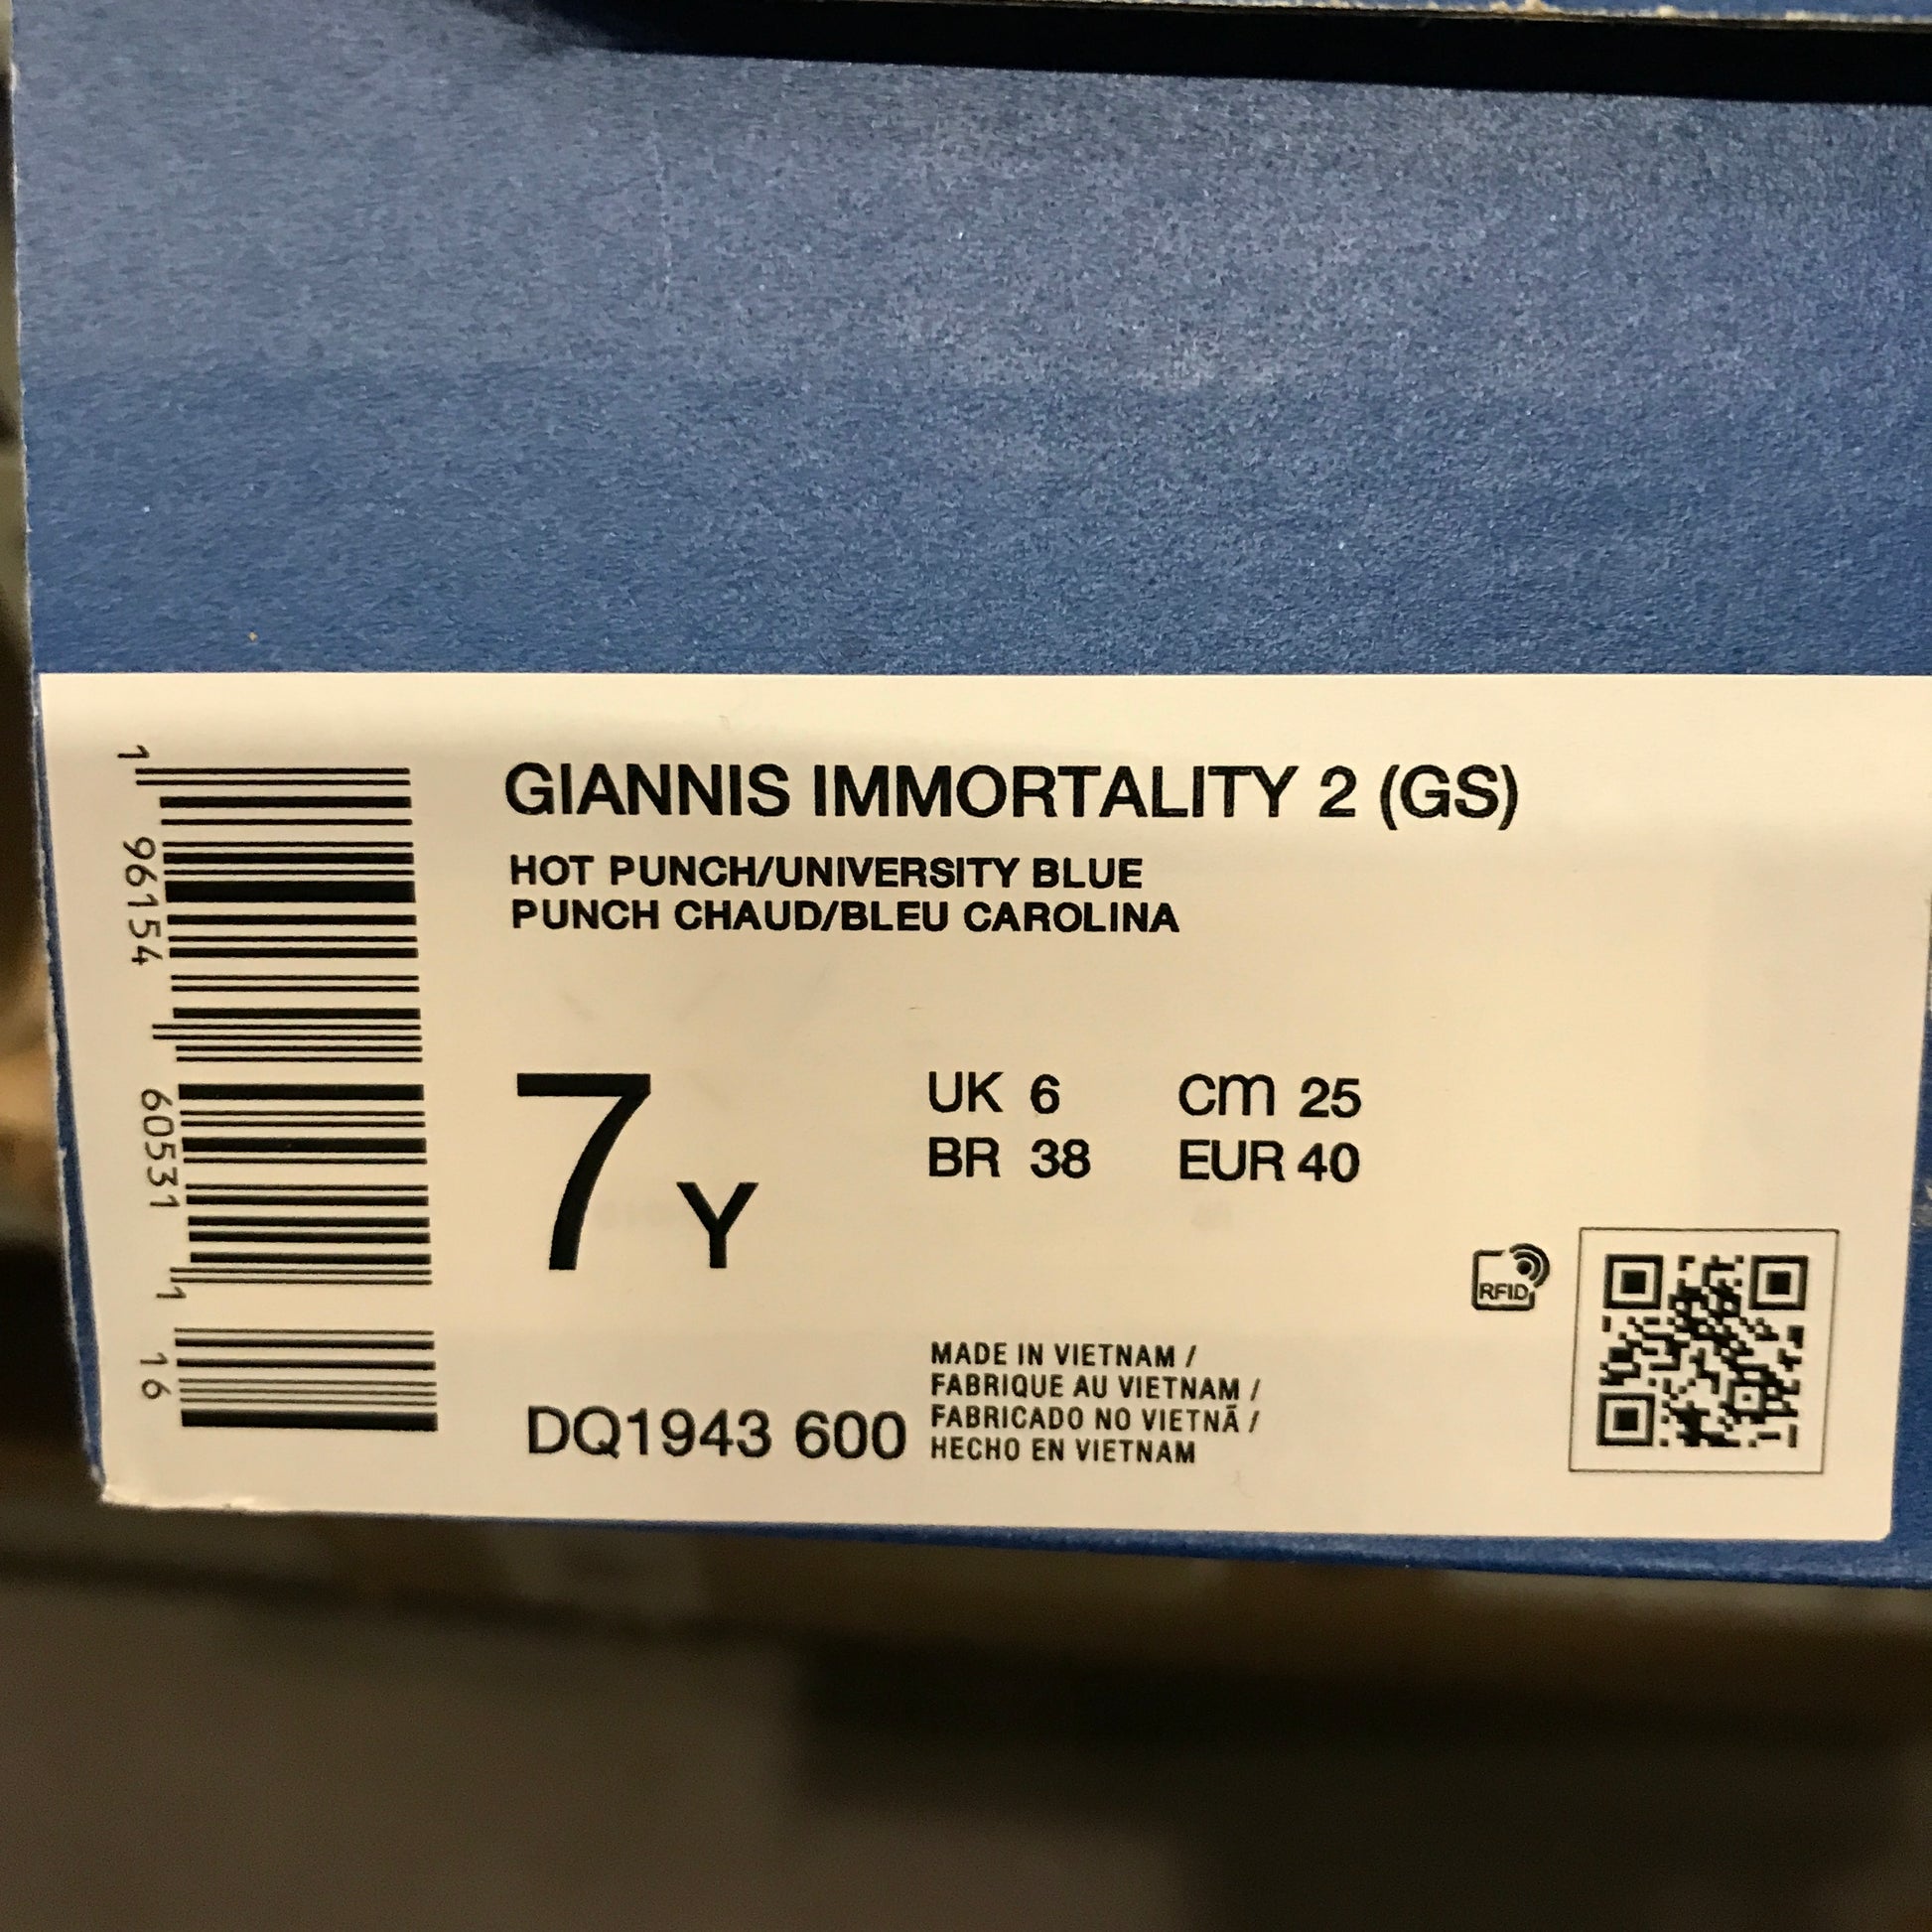 GIANNIS IMMORTALITY 2 (GS)
HOT PUNCH/UNIVERSITY BLUE
PUNCH CHAUD/BLEU CAROLINA
7 Y
UK 6 cm 25
BR 38 EUR 40
RFID
DQ1943 600
MADE IN VIETNAM /
FABRIQUE AU VIETNAM /
FABRICADO NO VIETNÃ /
HECHO EN VIETNAM
1 96154 60531 1 16